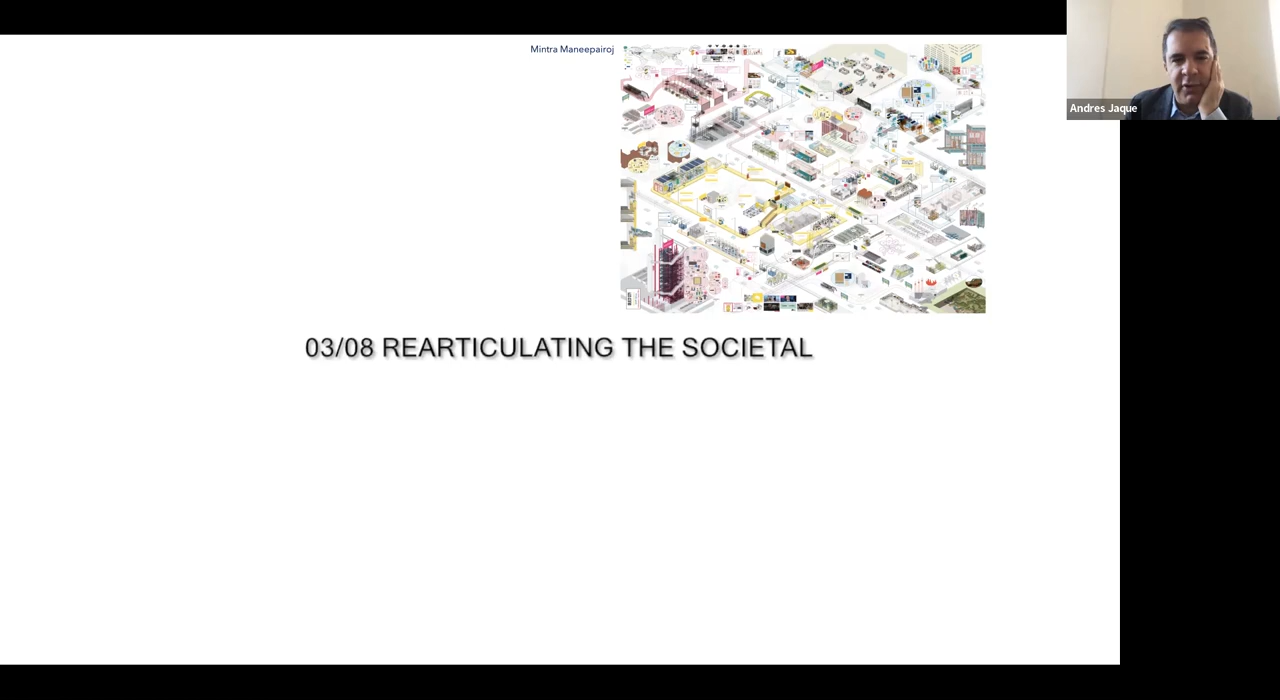 Mintra Maneepairoj
Andres Jaque
03/08 REARTICULATING THE SOCIETAL